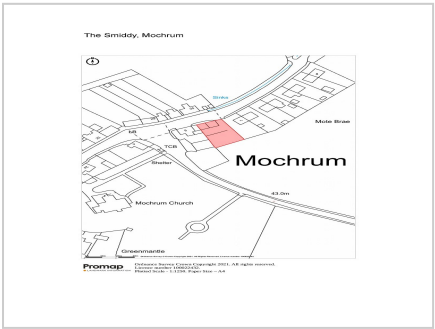 The Smiddy, Mochrum
Sinks
Mote Brae
TCB
Mochrum
Shelter
43.0m
Mochrum Church
Greenmantle
Promap
Ordnance Survey Crown Copyright 2021. All rights reserved.
Licence number 100022432.
Plotted Scale - 1:1250. Paper Size – A4